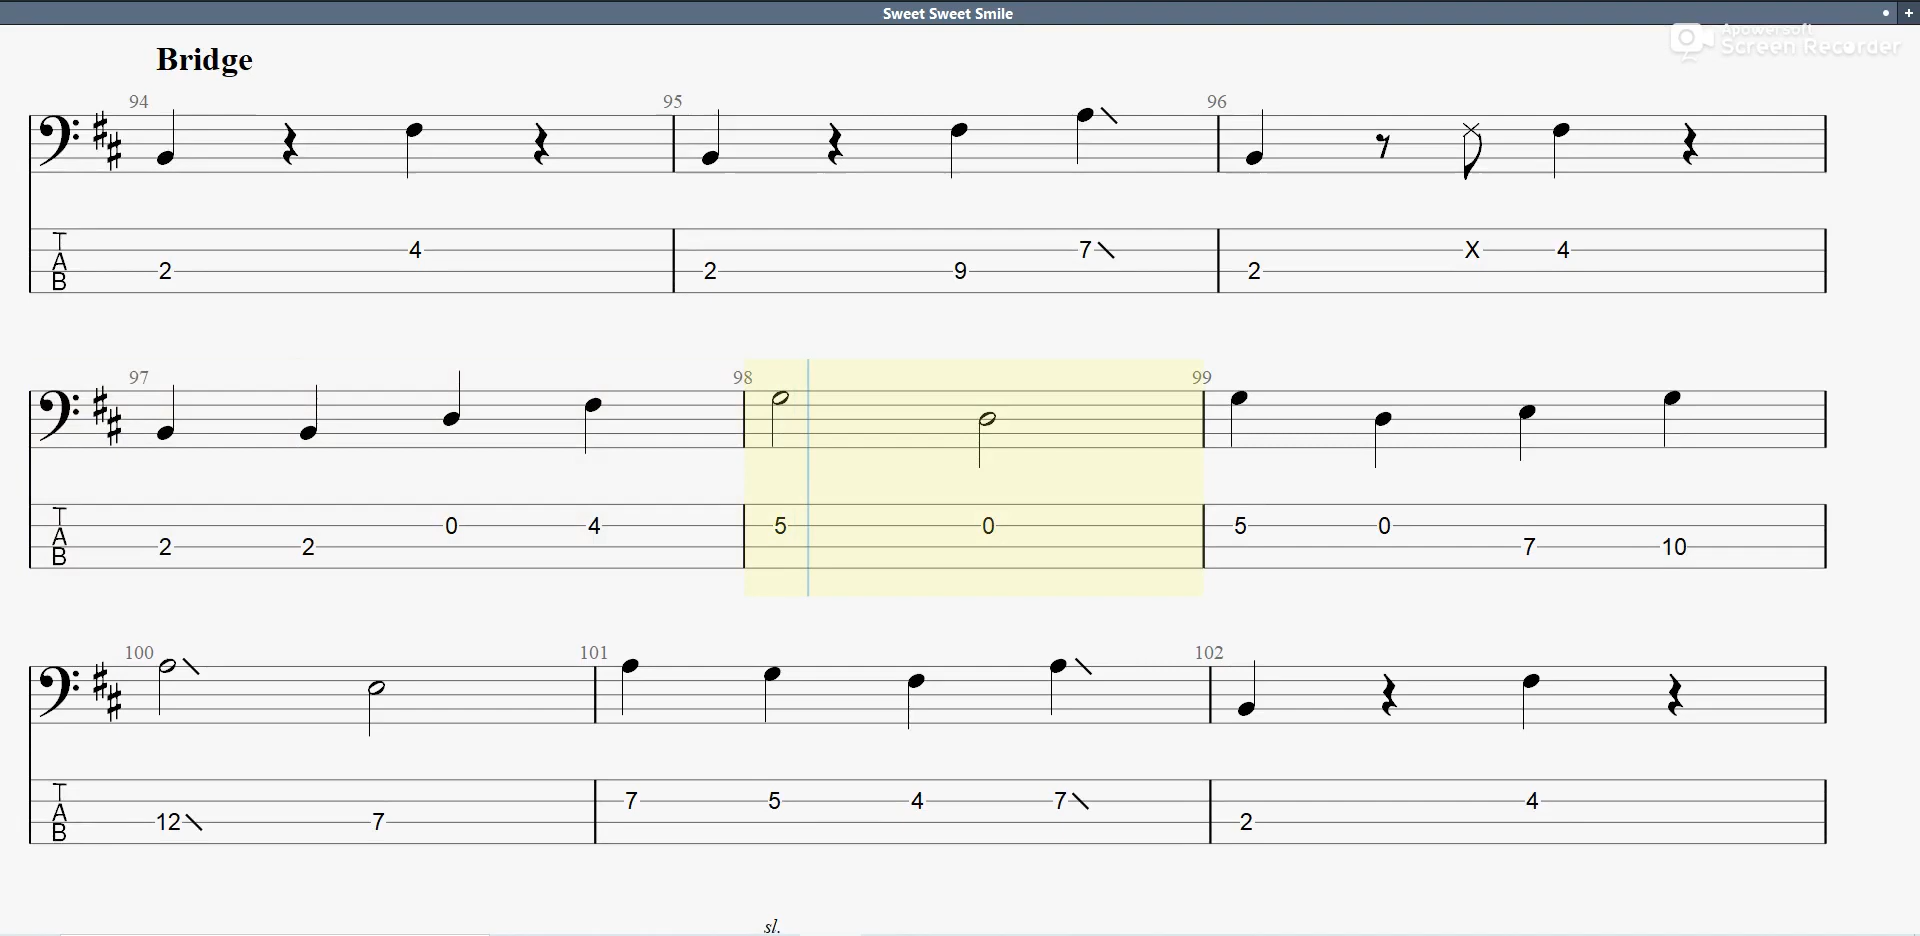 Sweet Sweet Smile
Apowersoft
Screen Recorder
Bridge
94 95 96
T
A
B
2 4 2 9 7 2 X 4
97 98 99
T
A
B
2 2 0 4 5 0 5 0 7 10
100 101 102
T
A
B
12 7 7 5 4 7 2 4
sl.